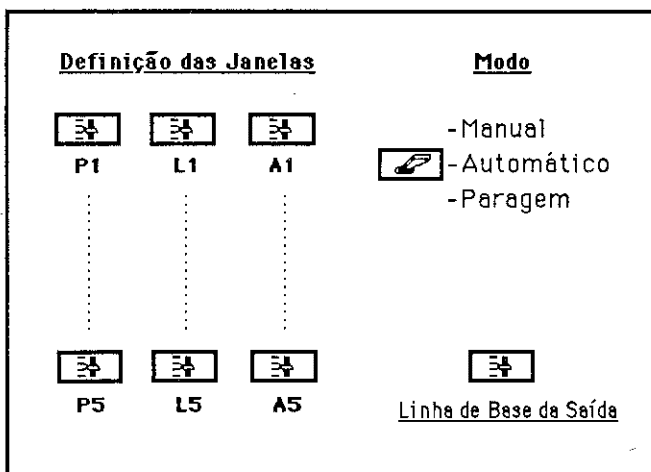 Definição das Janelas
P1 L1 A1
P5 L5 A5
Modo
-Manual
-Automático
-Paragem
Linha de Base da Saída